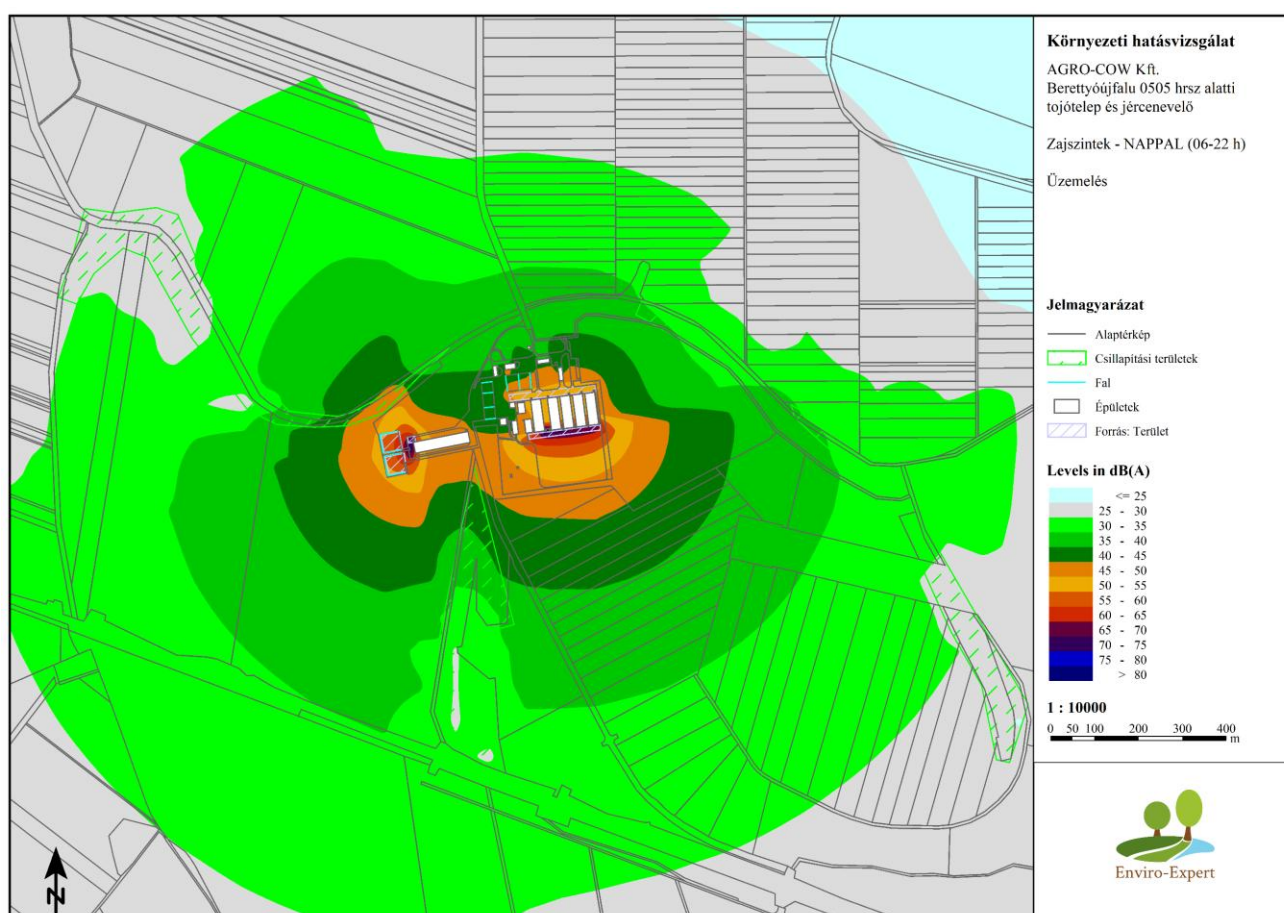 Környezeti hatásvizsgálat
AGRO-COW Kft.
Berettyóújfalu 0505 hrsz alatti
tojótelep és jércenevelő
Zajszintek - NAPPAL (06-22 h)
Üzemelés
Jelmagyarázat
Alaptérkép
Csillapítási területek
Fal
Épületek
Forrás: Terület
Levels in dB(A)
<= 25
25 - 30
30 - 35
35 - 40
40 - 45
45 - 50
50 - 55
55 - 60
60 - 65
65 - 70
70 - 75
75 - 80
> 80
1 : 10000
0 50 100 200 300 400
m
Enviro-Expert
N